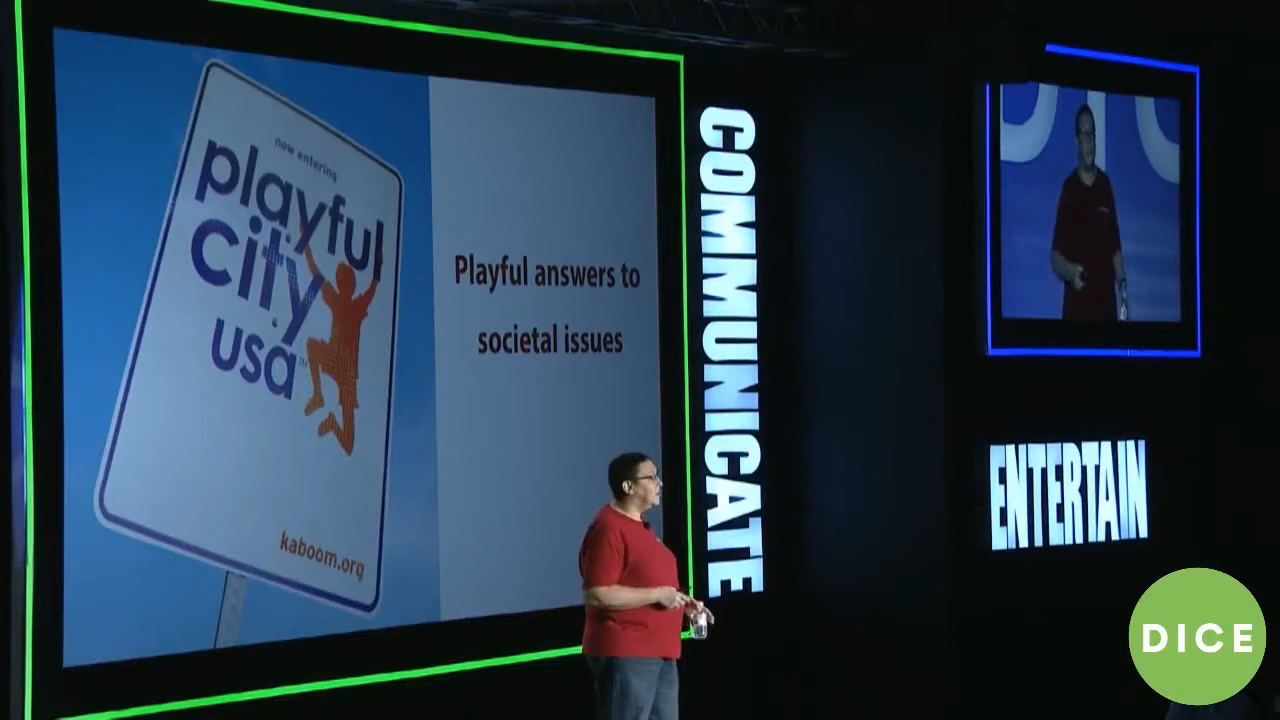 now entering
playful
city
usa
kaboom.org
Playful answers to
societal issues
COMMUNICATE
ENTERTAIN
DICE